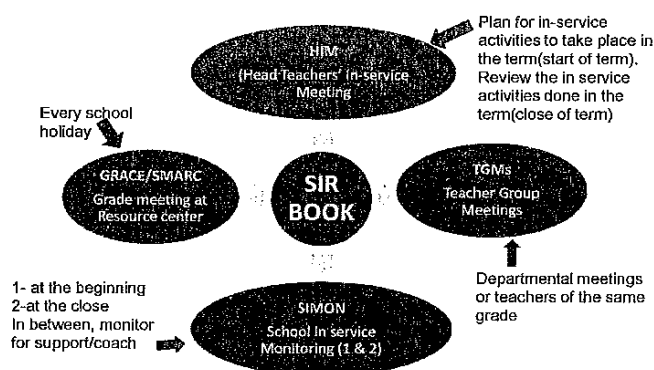 Plan for in-service
activities to take place in
the term(start of term).
Review the in service
activities done in the
term(close of term)
HIM
(Head Teachers' in-service
Meeting
Every school
holiday
GRACE/SMARC
Grade meeting at
Resource center
SIR
BOOK
TGMs
Teacher Group
Meetings
Departmental meetings
or teachers of the same
grade
1- at the beginning
2-at the close
In between, monitor
for support/coach
SIMON
School in service
Monitoring (1 & 2)